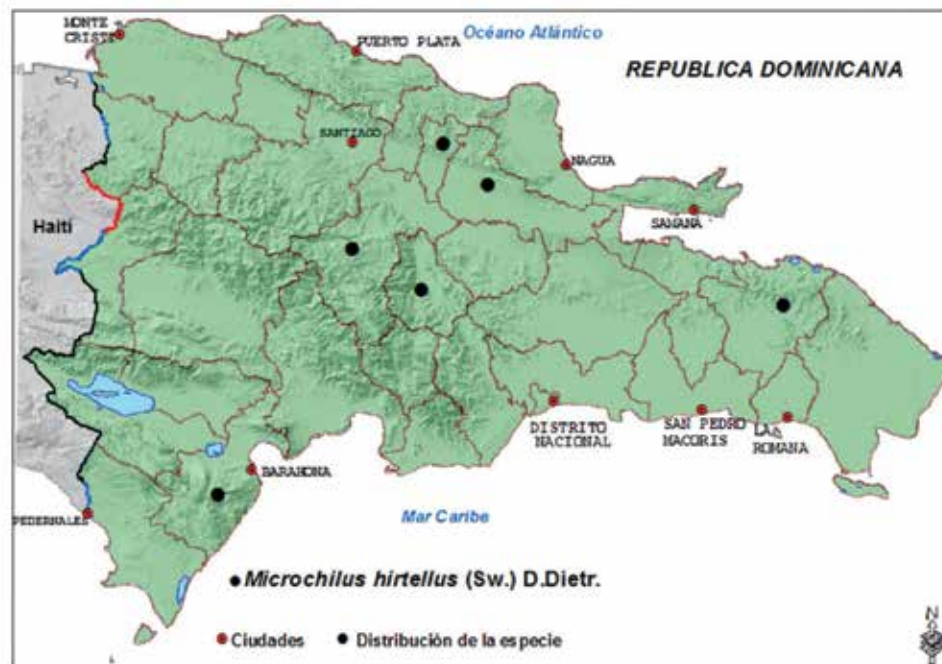 MONTE
CRISTI
PUERTO PLATA
Océano Atlántico
REPUBLICA DOMINICANA
SANTIAGO
NAGUA
SAMANA
Haití
DISTRITO
NACIONAL
SAN PEDRO
MACORIS
LA
ROMANA
BARAHONA
PEDERNALES
Mar Caribe
Microchilus hirtellus (Sw.) D.Dietr.
Ciudades
Distribución de la especie
N